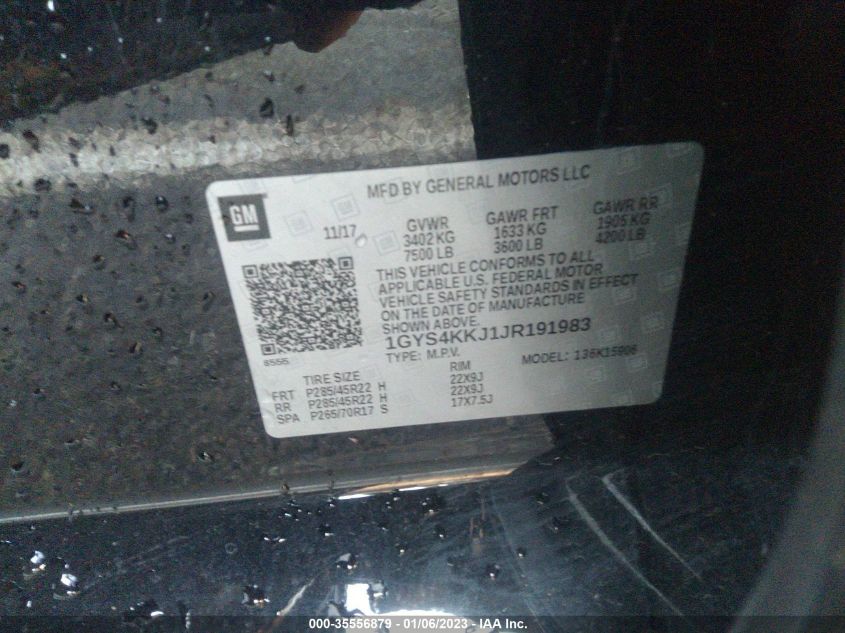 MFD BY GENERAL MOTORS LLC
GM
11/17
GVWR GAWR FRT GAWR RR
3402 KG 1633 KG 1905 KG
7500 LB 3600 LB 4200 LB
THIS VEHICLE CONFORMS TO ALL
APPLICABLE U.S. FEDERAL MOTOR
VEHICLE SAFETY STANDARDS IN EFFECT
ON THE DATE OF MANUFACTURE
SHOWN ABOVE.
1GYS4KKJ1JR191983
8555
TYPE: M.P.V. MODEL: 136K15906
TIRE SIZE RIM
FRT P285/45R22 H 22X9J
RR P285/45R22 H 22X9J
SPA P265/70R17 S 17X7.5J
000-35556879 - 01/06/2023 - IAA Inc.